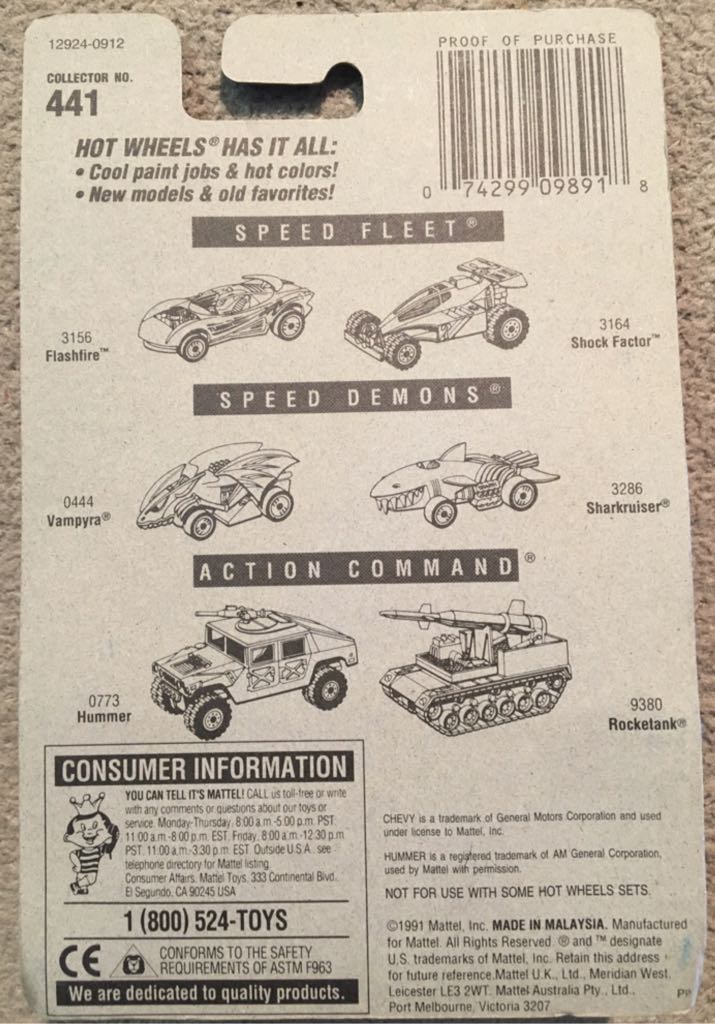 12924-0912
PROOF OF PURCHASE
COLLECTOR NO.
441
0 74299 09891 8
HOT WHEELS® HAS IT ALL:
• Cool paint jobs & hot colors!
• New models & old favorites!
SPEED FLEET®
3156
Flashfire™
3164
Shock Factor™
SPEED DEMONS®
0444
Vampyra®
3286
Sharkruiser®
ACTION COMMAND®
0773
Hummer
9380
Rocketank®
CONSUMER INFORMATION
YOU CAN TELL IT'S MATTEL! CALL us toll-free or write
with any comments or questions about our toys or
service. Monday-Thursday. 8:00 a.m.-5:00 p.m. PST.
11:00 a.m.-8:00 p.m. EST. Friday. 8:00 a.m.-12:30 p.m.
PST. 11:00 a.m.-3:30 p.m. EST. Outside U.S.A. see
telephone directory for Mattel listing.
Consumer Affairs. Mattel Toys. 333 Continental Blvd..
El Segundo. CA 90245 USA
1 (800) 524-TOYS
CE
CONFORMS TO THE SAFETY
REQUIREMENTS OF ASTM F963
We are dedicated to quality products.
CHEVY is a trademark of General Motors Corporation and used
under license to Mattel, Inc.
HUMMER is a registered trademark of AM General Corporation,
used by Mattel with permission.
NOT FOR USE WITH SOME HOT WHEELS SETS.
©1991 Mattel, Inc. MADE IN MALAYSIA. Manufactured
for Mattel. All Rights Reserved. ® and ™ designate
U.S. trademarks of Mattel, Inc. Retain this address
for future reference.Mattel U.K., Ltd., Meridian West,
Leicester LE3 2WT. Mattel Australia Pty., Ltd.,
Port Melbourne, Victoria 3207
PP